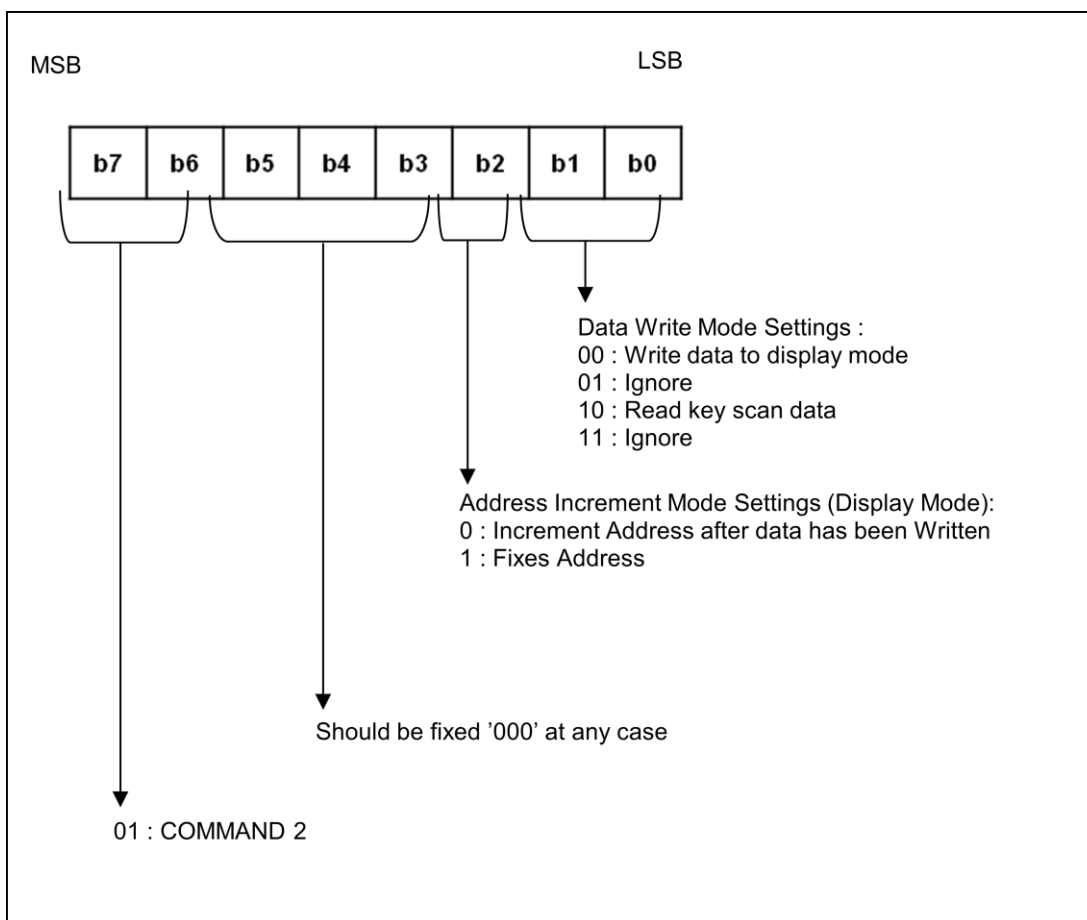 MSB LSB
b7 b6 b5 b4 b3 b2 b1 b0
Data Write Mode Settings :
00 : Write data to display mode
01 : Ignore
10 : Read key scan data
11 : Ignore
Address Increment Mode Settings (Display Mode):
0 : Increment Address after data has been Written
1 : Fixes Address
Should be fixed ’000’ at any case
01 : COMMAND 2